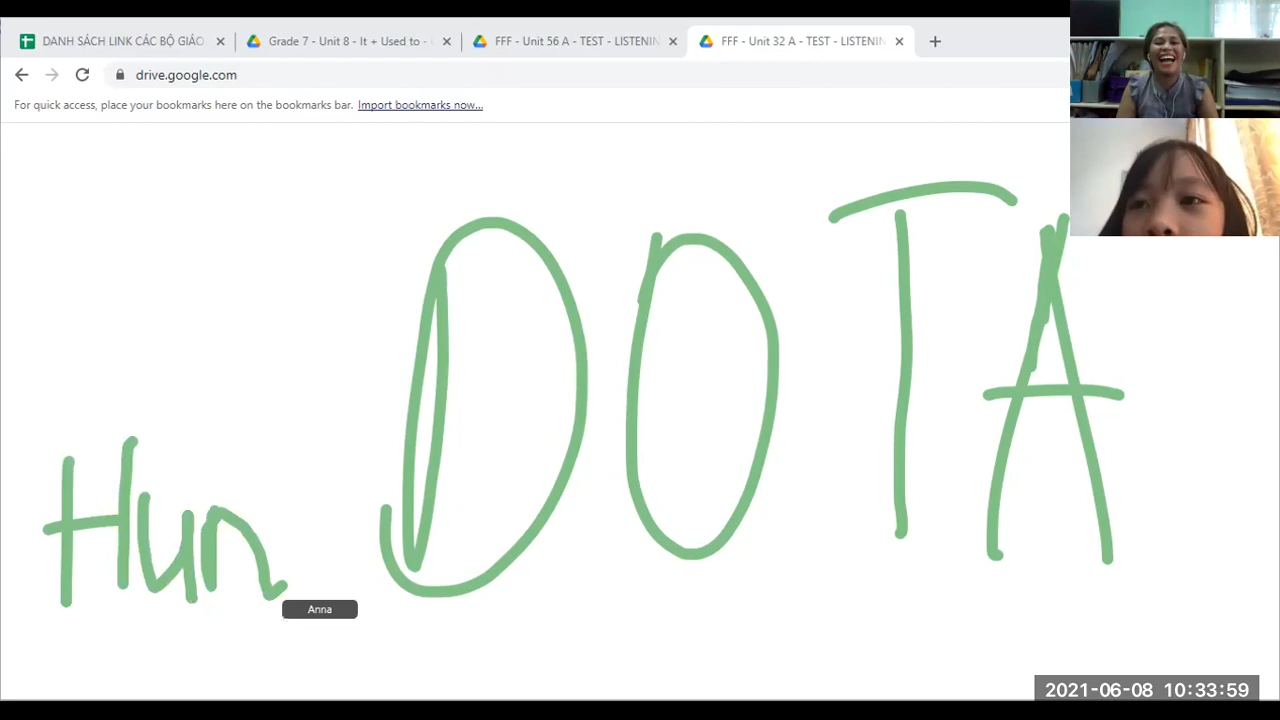 DANH SÁCH LINK CÁC BỘ GIÁO
Grade 7 - Unit 8 - It + Used to -
FFF - Unit 56 A - TEST - LISTENIN
FFF - Unit 32 A - TEST - LISTENIN
drive.google.com
For quick access, place your bookmarks here on the bookmarks bar. Import bookmarks now...
DOTA
Hun
Anna
2021-06-08 10:33:59